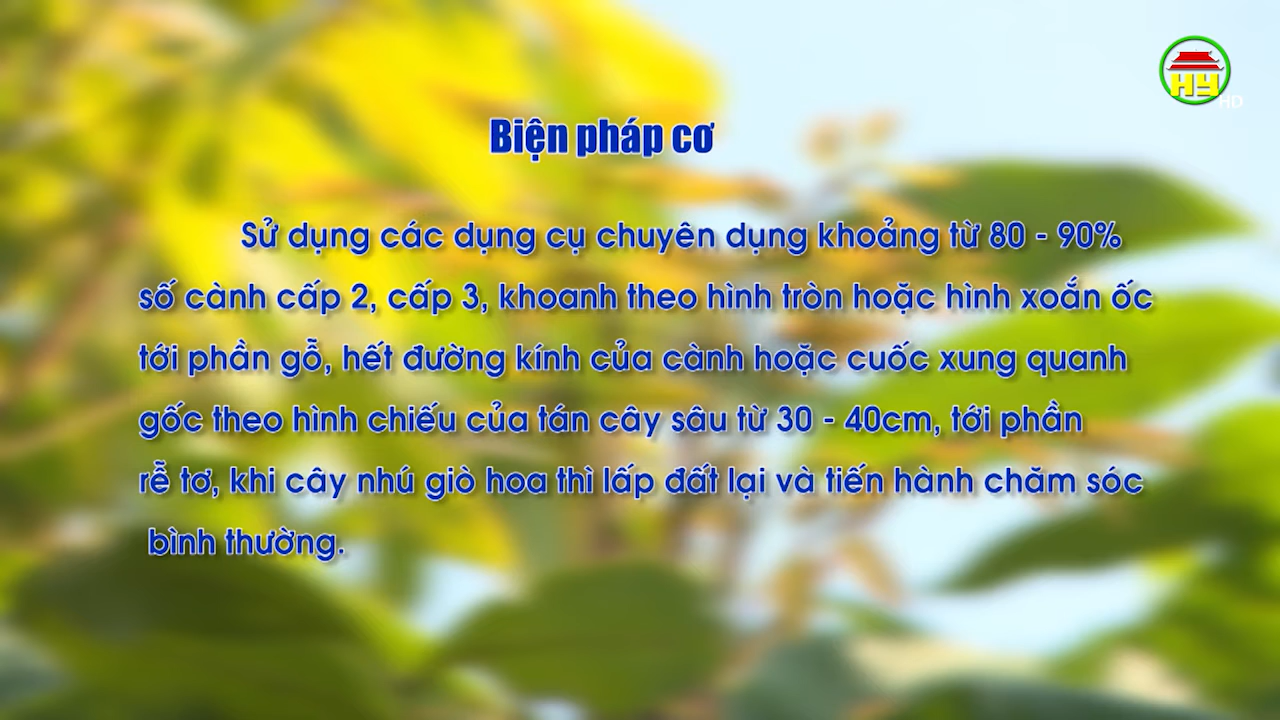 HY
HD
Biện pháp cơ
Sử dụng các dụng cụ chuyên dụng khoảng từ 80 - 90%
số cành cấp 2, cấp 3, khoanh theo hình tròn hoặc hình xoắn ốc
tới phần gỗ, hết đường kính của cành hoặc cuốc xung quanh
gốc theo hình chiếu của tán cây sâu từ 30 - 40cm, tới phần
rễ tơ, khi cây nhú giò hoa thì lấp đất lại và tiến hành chăm sóc
bình thường.